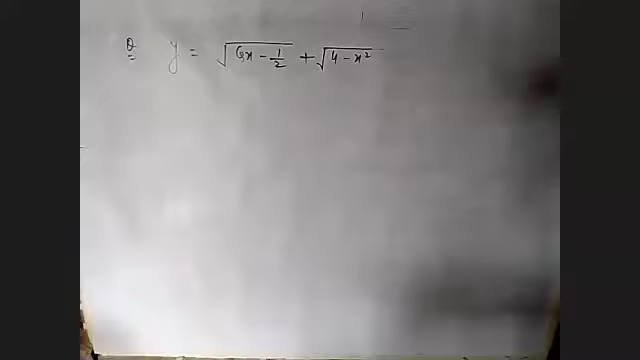 Q y = √(6x - 1/2) + √(4 - x²)